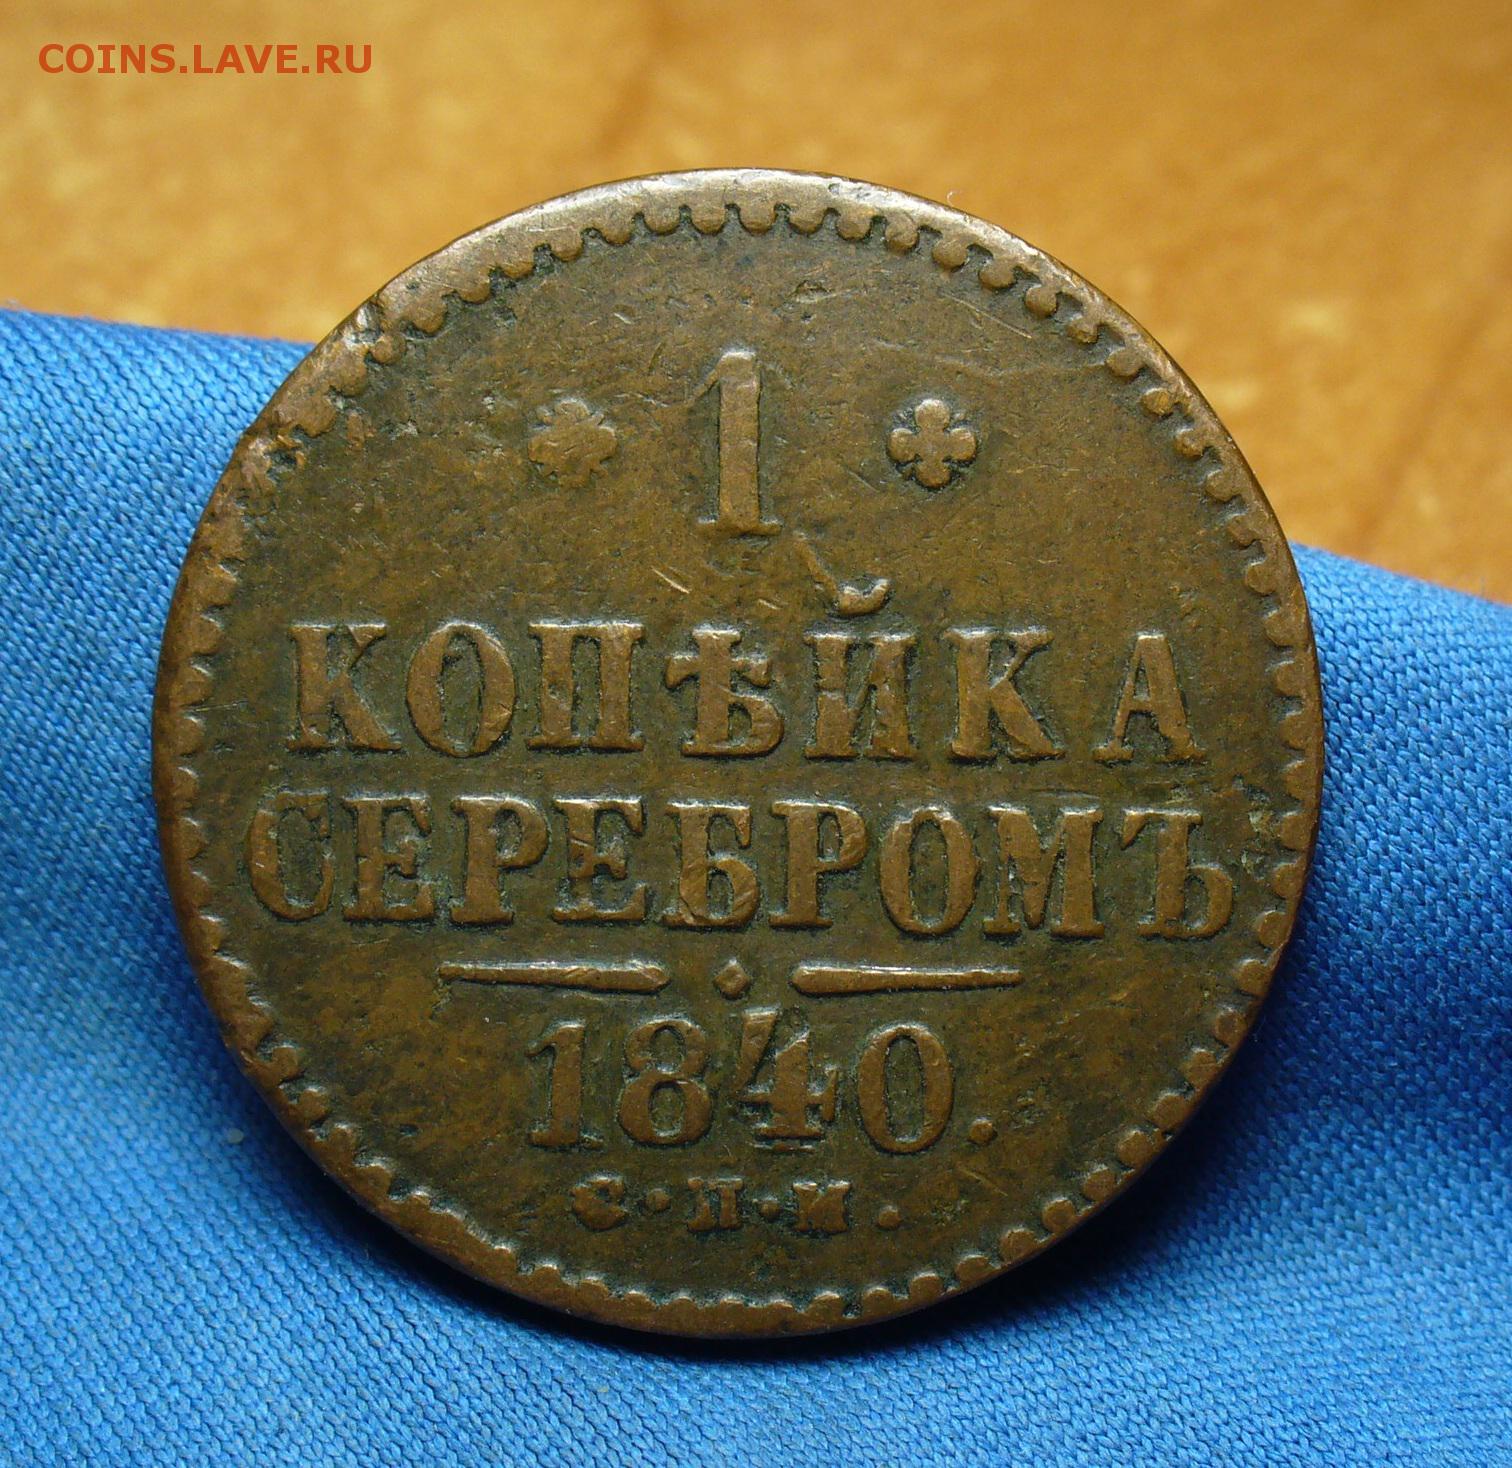 COINS.LAVE.RU
1
КОПѢЙКА
СЕРЕБРОМЪ
1840.
С·П·М.